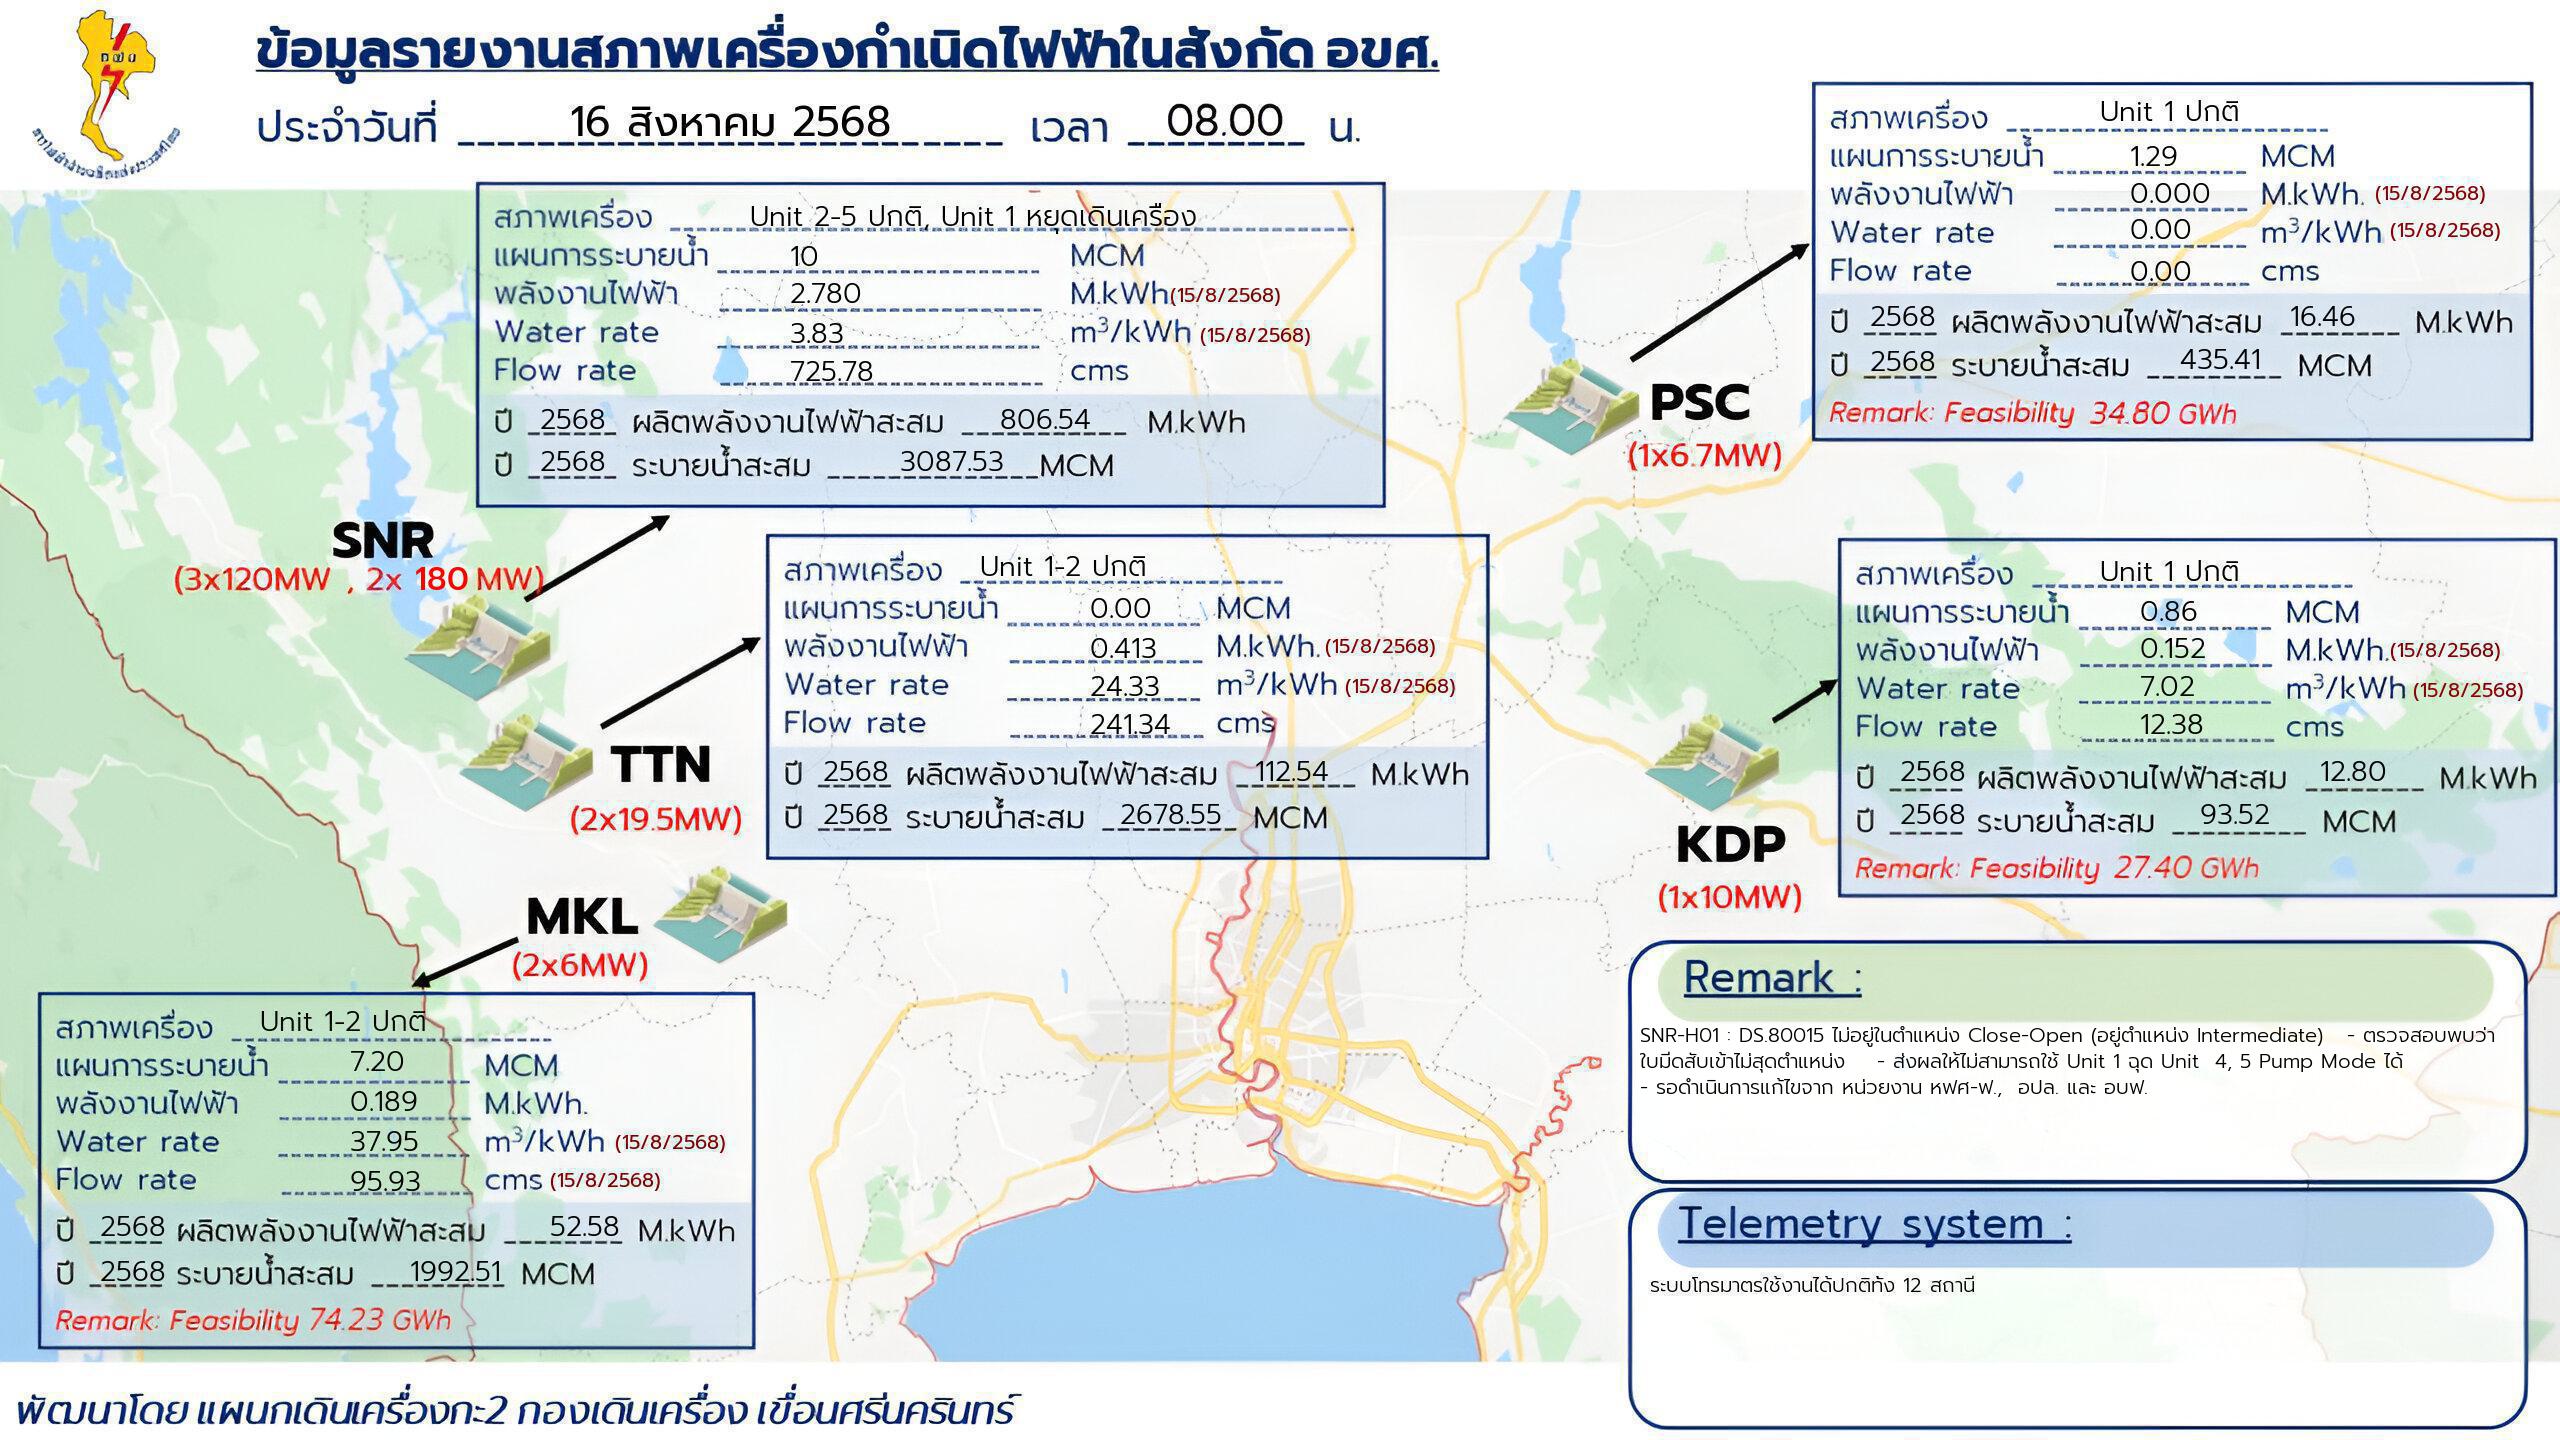 กฟผ
การไฟฟ้าฝ่ายผลิตแห่งประเทศไทย
ข้อมูลรายงานสภาพเครื่องกำเนิดไฟฟ้าในสังกัด อขศ.
ประจำวันที่ 16 สิงหาคม 2568 เวลา 08.00 น.
สภาพเครื่อง Unit 2-5 ปกติ, Unit 1 หยุดเดินเครือง
แผนการระบายน้ำ 10 MCM
พลังงานไฟฟ้า 2.780 M.kWh(15/8/2568)
Water rate 3.83 m³/kWh (15/8/2568)
Flow rate 725.78 cms
ปี 2568 ผลิตพลังงานไฟฟ้าสะสม 806.54 M.kWh
ปี 2568 ระบายน้ำสะสม 3087.53 MCM
SNR
(3x120MW , 2x 180 MW)
สภาพเครื่อง Unit 1 ปกติ
แผนการระบายน้ำ 1.29 MCM
พลังงานไฟฟ้า 0.000 M.kWh. (15/8/2568)
Water rate 0.00 m³/kWh (15/8/2568)
Flow rate 0.00 cms
ปี 2568 ผลิตพลังงานไฟฟ้าสะสม 16.46 M.kWh
ปี 2568 ระบายน้ำสะสม 435.41 MCM
Remark: Feasibility 34.80 GWh
PSC
(1x6.7MW)
สภาพเครื่อง Unit 1-2 ปกติ
แผนการระบายน้ำ 0.00 MCM
พลังงานไฟฟ้า 0.413 M.kWh. (15/8/2568)
Water rate 24.33 m³/kWh (15/8/2568)
Flow rate 241.34 cms
ปี 2568 ผลิตพลังงานไฟฟ้าสะสม 112.54 M.kWh
ปี 2568 ระบายน้ำสะสม 2678.55 MCM
TTN
(2x19.5MW)
สภาพเครื่อง Unit 1 ปกติ
แผนการระบายน้ำ 0.86 MCM
พลังงานไฟฟ้า 0.152 M.kWh.(15/8/2568)
Water rate 7.02 m³/kWh (15/8/2568)
Flow rate 12.38 cms
ปี 2568 ผลิตพลังงานไฟฟ้าสะสม 12.80 M.kWh
ปี 2568 ระบายน้ำสะสม 93.52 MCM
Remark: Feasibility 27.40 GWh
KDP
(1x10MW)
MKL
(2x6MW)
สภาพเครื่อง Unit 1-2 ปกติ
แผนการระบายน้ำ 7.20 MCM
พลังงานไฟฟ้า 0.189 M.kWh.
Water rate 37.95 m³/kWh (15/8/2568)
Flow rate 95.93 cms (15/8/2568)
ปี 2568 ผลิตพลังงานไฟฟ้าสะสม 52.58 M.kWh
ปี 2568 ระบายน้ำสะสม 1992.51 MCM
Remark: Feasibility 74.23 GWh
Remark :
SNR-H01 : DS.80015 ไม่อยู่ในตำแหน่ง Close-Open (อยู่ตำแหน่ง Intermediate) - ตรวจสอบพบว่า
ใบมีดสับเข้าไม่สุดตำแหน่ง - ส่งผลให้ไม่สามารถใช้ Unit 1 ฉุด Unit 4, 5 Pump Mode ได้
- รอดำเนินการแก้ไขจาก หน่วยงาน หฟศ-พ., อปล. และ อบฟ.
Telemetry system :
ระบบโทรมาตรใช้งานได้ปกติทัง 12 สถานี
พัฒนาโดย แผนกเดินเครื่องกะ2 กองเดินเครื่อง เขื่อนศรีนครินทร์